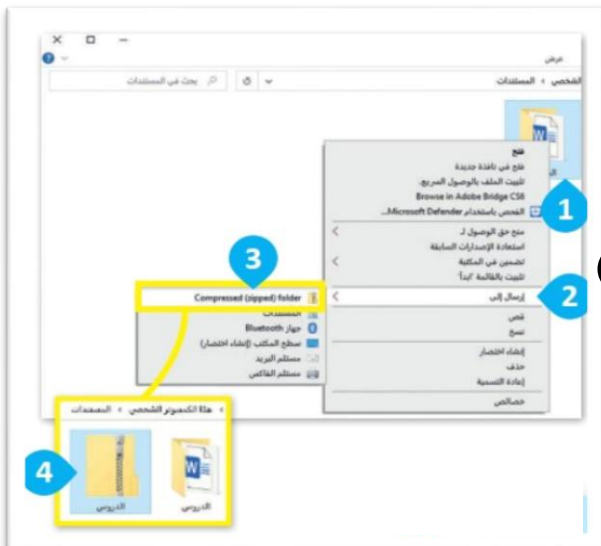 عرض
الشخصي › المستندات
بحث في المستندات
فتح
فتح في نافذة جديدة
تثبيت الملف بالوصول السريع.
Browse in Adobe Bridge CS6
الفحص باستخدام Microsoft Defender...
منح حق الوصول لـ
استعادة الإصدارات السابقة
تضمين في المكتبة
تثبيت بالقائمة "ابدأ"
إرسال إلى
قص
نسخ
إنشاء اختصار
حذف
إعادة التسمية
خصائص
1
2
3
Compressed (zipped) folder
المستندات
جهاز Bluetooth
سطح المكتب (إنشاء اختصار)
مستلم البريد
مستلم الفاكس
هذا الكمبيوتر الشخصي › المستندات
4
الدروس
الدروس